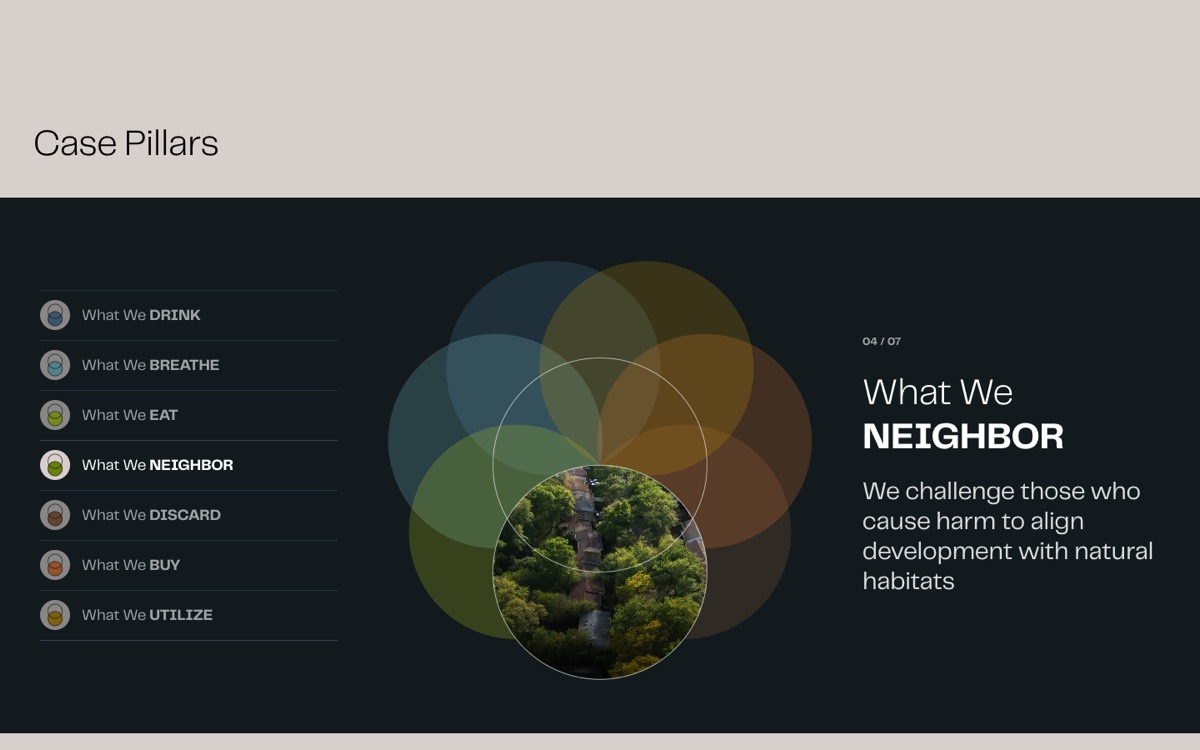 Case Pillars
What We DRINK
What We BREATHE
What We EAT
What We NEIGHBOR
What We DISCARD
What We BUY
What We UTILIZE
04 / 07
What We
NEIGHBOR
We challenge those who
cause harm to align
development with natural
habitats